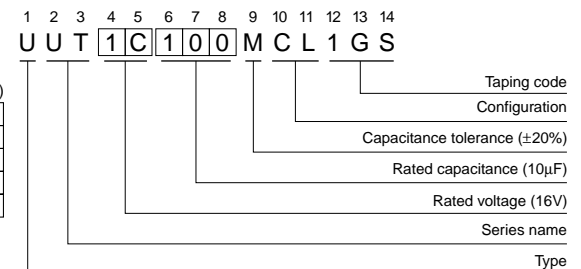 1 2 3 4 5 6 7 8 9 10 11 12 13 14
U U T 1 C 1 0 0 M C L 1 G S
)
Taping code
Configuration
Capacitance tolerance (±20%)
Rated capacitance (10µF)
Rated voltage (16V)
Series name
Type